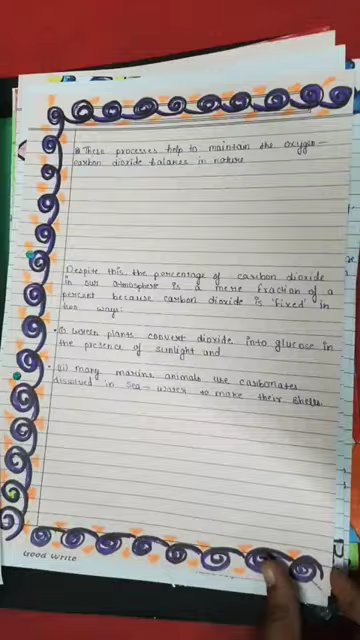 These processes help to maintain the oxygen—
carbon dioxide balance in nature
Despite this the percentage of carbon dioxide
in our atmosphere is a mere fraction of a
percent because carbon dioxide is 'fixed' in
two ways:
(i) Green plants convert dioxide into glucose in
the presence of sunlight and
(ii) many marine animals use carbonates
dissolved in sea—water to make their shells
Good Write